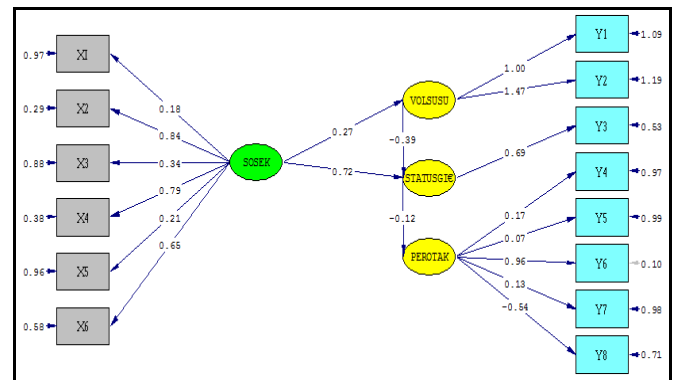 0.97 X1
0.29 X2
0.88 X3
0.38 X4
0.96 X5
0.58 X6
0.18
0.84
0.34
0.79
0.21
0.65
SOSEK
0.27
0.72
VOLSUSU
-0.39
STATUSGI€
-0.12
PEROTAK
1.00
1.47
0.69
0.17
0.07
0.96
0.13
-0.54
Y1 1.09
Y2 1.19
Y3 0.53
Y4 0.97
Y5 0.99
Y6 0.10
Y7 0.98
Y8 0.71